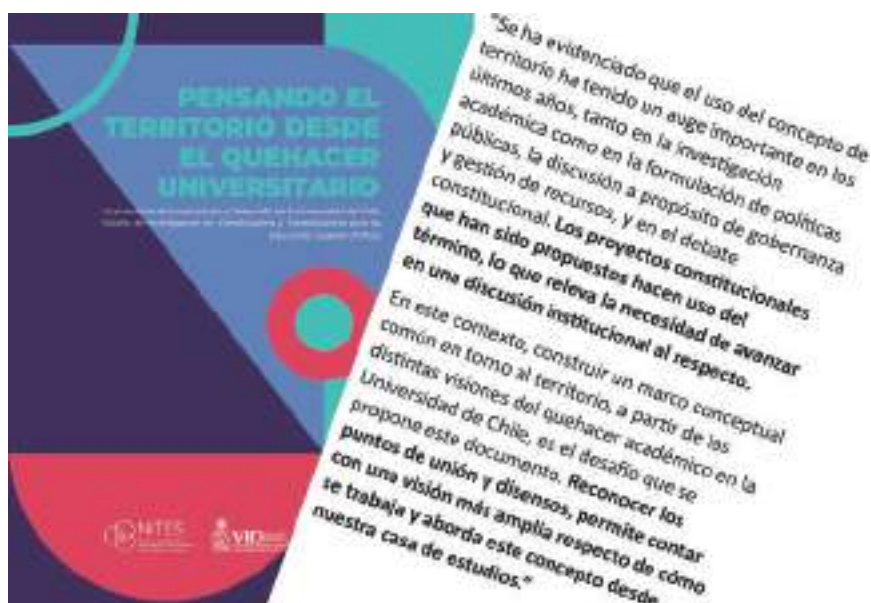 PENSANDO EL
TERRITORIO DESDE
EL QUEHACER
UNIVERSITARIO
NITES
VID
"Se ha evidenciado que el uso del concepto de
territorio ha tenido un auge importante en los
últimos años, tanto en la investigación
académica como en la formulación de políticas
públicas, la discusión a propósito de gobernanza
y gestión de recursos, y en el debate
constitucional. Los proyectos constitucionales
que han sido propuestos hacen uso del
término, lo que releva la necesidad de avanzar
en una discusión institucional al respecto.
En este contexto, construir un marco conceptual
común en torno al territorio, a partir de las
distintas visiones del quehacer académico en la
Universidad de Chile, es el desafío que se
propone este documento. Reconocer los
puntos de unión y disensos, permite contar
con una visión más amplia respecto de cómo
se trabaja y aborda este concepto desde
nuestra casa de estudios."